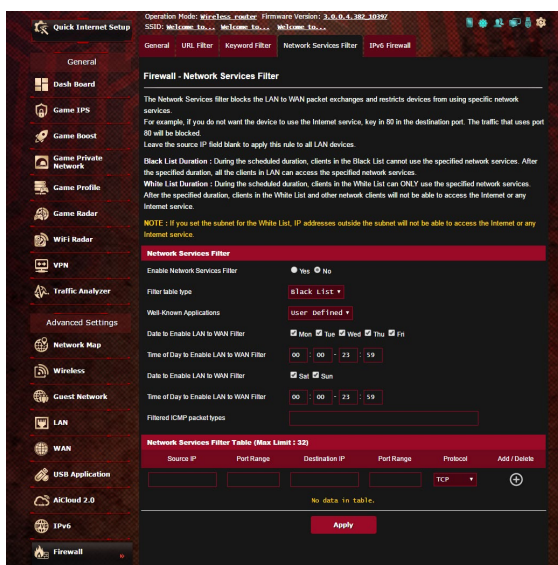 Quick Internet Setup
General
Dash Board
Game IPS
Game Boost
Game Private
Network
Game Profile
Game Radar
WiFi Radar
VPN
Traffic Analyzer
Advanced Settings
Network Map
Wireless
Guest Network
LAN
WAN
USB Application
AiCloud 2.0
IPv6
Firewall
Operation Mode: Wireless router Firmware Version: 3.0.0.4.382_10397
SSID: Welcome to... Welcome to... Welcome to...
General URL Filter Keyword Filter Network Services Filter IPv6 Firewall
Firewall - Network Services Filter
The Network Services filter blocks the LAN to WAN packet exchanges and restricts devices from using specific network
services.
For example, if you do not want the device to use the Internet service, key in 80 in the destination port. The traffic that uses port
80 will be blocked.
Leave the source IP field blank to apply this rule to all LAN devices.
Black List Duration : During the scheduled duration, clients in the Black List cannot use the specified network services. After
the specified duration, all the clients in LAN can access the specified network services.
White List Duration : During the scheduled duration, clients in the White List can ONLY use the specified network services.
After the specified duration, clients in the White List and other network clients will not be able to access the Internet or any
Internet service.
NOTE : If you set the subnet for the White List, IP addresses outside the subnet will not be able to access the Internet or any
Internet service.
Network Services Filter
Enable Network Services Filter Yes No
Filter table type Black List
Well-Known Applications User Defined
Date to Enable LAN to WAN Filter Mon Tue Wed Thu Fri
Time of Day to Enable LAN to WAN Filter 00 : 00 - 23 : 59
Date to Enable LAN to WAN Filter Sat Sun
Time of Day to Enable LAN to WAN Filter 00 : 00 - 23 : 59
Filtered ICMP packet types
Network Services Filter Table (Max Limit : 32)
Source IP Port Range Destination IP Port Range Protocol Add / Delete
TCP
No data in table.
Apply